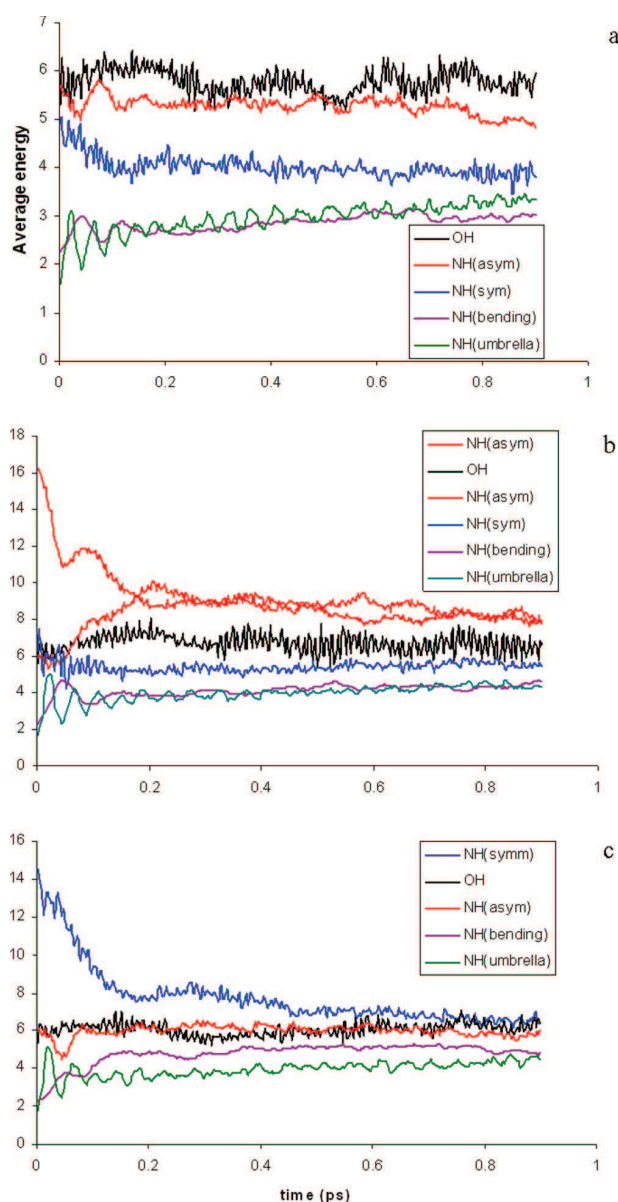 a
7
6
5
4
3
2
1
0
Average energy
OH
NH(asym)
NH(sym)
NH(bending)
NH(umbrella)
0 0.2 0.4 0.6 0.8 1
b
18
16
14
12
10
8
6
4
2
0
NH(asym)
OH
NH(asym)
NH(sym)
NH(bending)
NH(umbrella)
0 0.2 0.4 0.6 0.8 1
c
16
14
12
10
8
6
4
2
0
NH(symm)
OH
NH(asym)
NH(bending)
NH(umbrella)
0 0.2 0.4 0.6 0.8 1
time (ps)